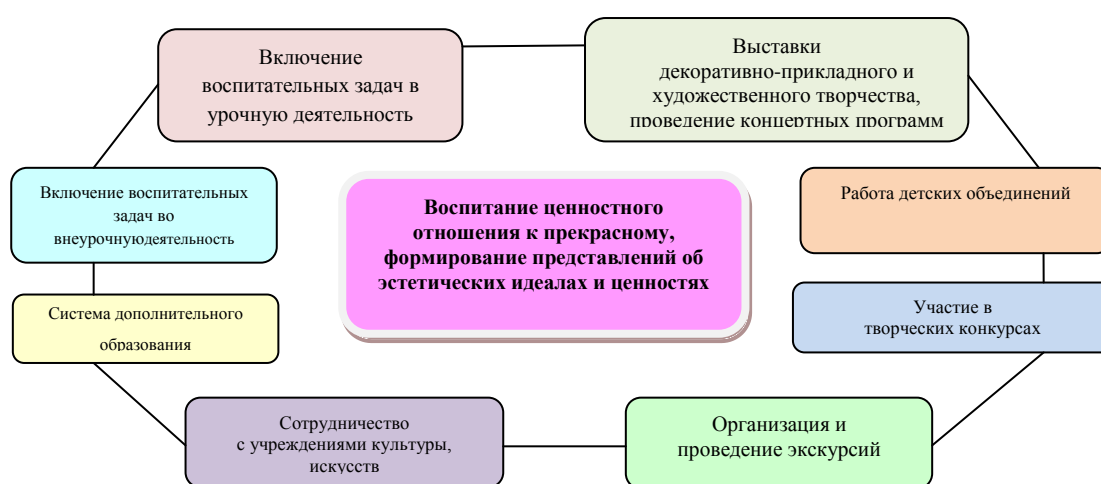 Включение
воспитательных задач в
урочную деятельность
Выставки
декоративно-прикладного и
художественного творчества,
проведение концертных программ
Включение воспитательных
задач во
внеурочнуюдеятельность
Воспитание ценностного
отношения к прекрасному,
формирование представлений об
эстетических идеалах и ценностях
Работа детских объединений
Система дополнительного
образования
Участие в
творческих конкурсах
Сотрудничество
с учреждениями культуры,
искусств
Организация и
проведение экскурсий